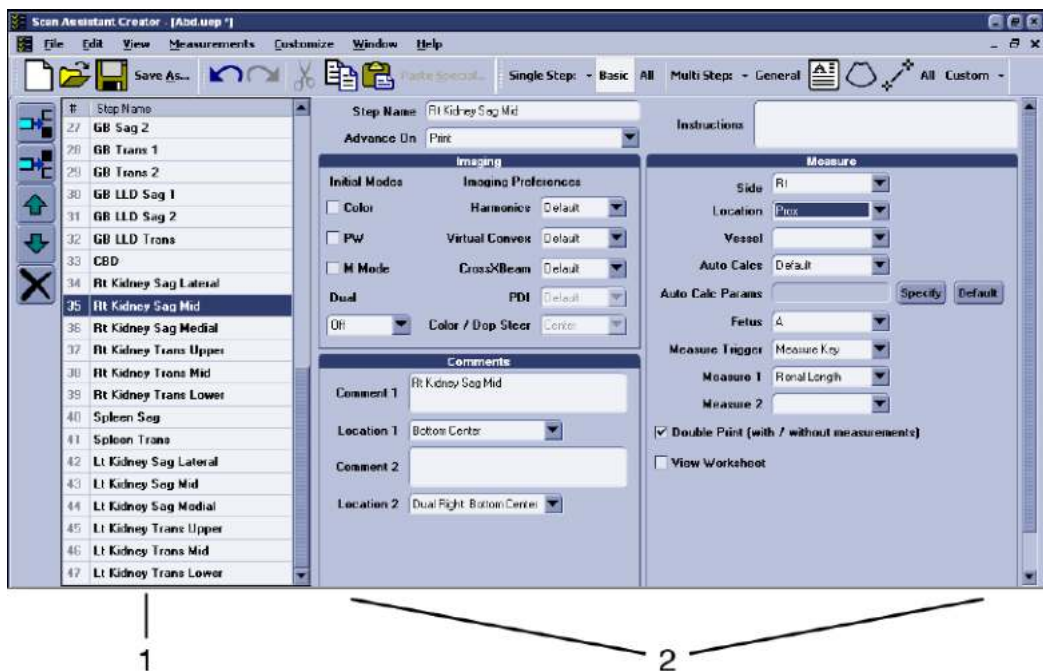 Scan Assistant Creator - [Abd.uep *]
File Edit View Measurements Customize Window Help
Save As... Paste Special... Single Step: Basic All Multi Step: General All Custom
# Step Name
27 GB Sag 2
28 GB Trans 1
29 GB Trans 2
30 GB LLD Sag 1
31 GB LLD Sag 2
32 GB LLD Trans
33 CBD
34 Rt Kidney Sag Lateral
35 Rt Kidney Sag Mid
36 Rt Kidney Sag Medial
37 Rt Kidney Trans Upper
38 Rt Kidney Trans Mid
39 Rt Kidney Trans Lower
40 Spleen Sag
41 Spleen Trans
42 Lt Kidney Sag Lateral
43 Lt Kidney Sag Mid
44 Lt Kidney Sag Medial
45 Lt Kidney Trans Upper
46 Lt Kidney Trans Mid
47 Lt Kidney Trans Lower
Step Name Rt Kidney Sag Mid
Advance On Print
Imaging
Initial Modes Imaging Preferences
Color Harmonics Default
PW Virtual Convex Default
M Mode CrossXBeam Default
Dual PDI Default
Off Color / Dop Steer Center
Comments
Comment 1 Rt Kidney Sag Mid
Location 1 Bottom Center
Comment 2
Location 2 Dual Right: Bottom Center
Instructions
Measure
Side Rt
Location Prox
Vessel
Auto Calcs Default
Auto Calc Params Specify Default
Fetus A
Measure Trigger Measure Key
Measure 1 Renal Length
Measure 2
Double Print (with / without measurements)
View Worksheet
1 2